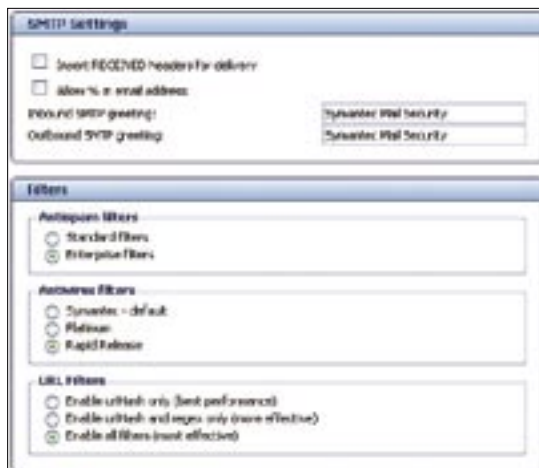 SMTP Settings
Insert RECEIVED headers for delivery
Allow % in email address
Inbound SMTP greeting: Symantec Mail Security
Outbound SMTP greeting: Symantec Mail Security
Filters
Antispam filters
Standard filters
Enterprise filters
Antivirus filters
Symantec - default
Platinum
Rapid Release
URL Filters
Enable urlHash only (best performance)
Enable urlHash and regex only (more effective)
Enable all filters (most effective)